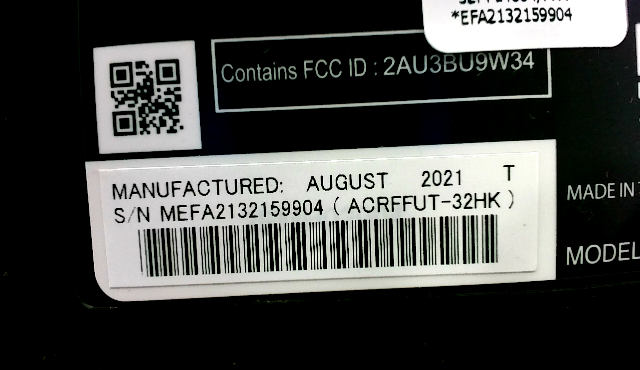 *EFA2132159904
Contains FCC ID : 2AU3BU9W34
MANUFACTURED: AUGUST 2021 T
S/N MEFA2132159904 ( ACRFFUT-32HK )
MADE IN
MODEL